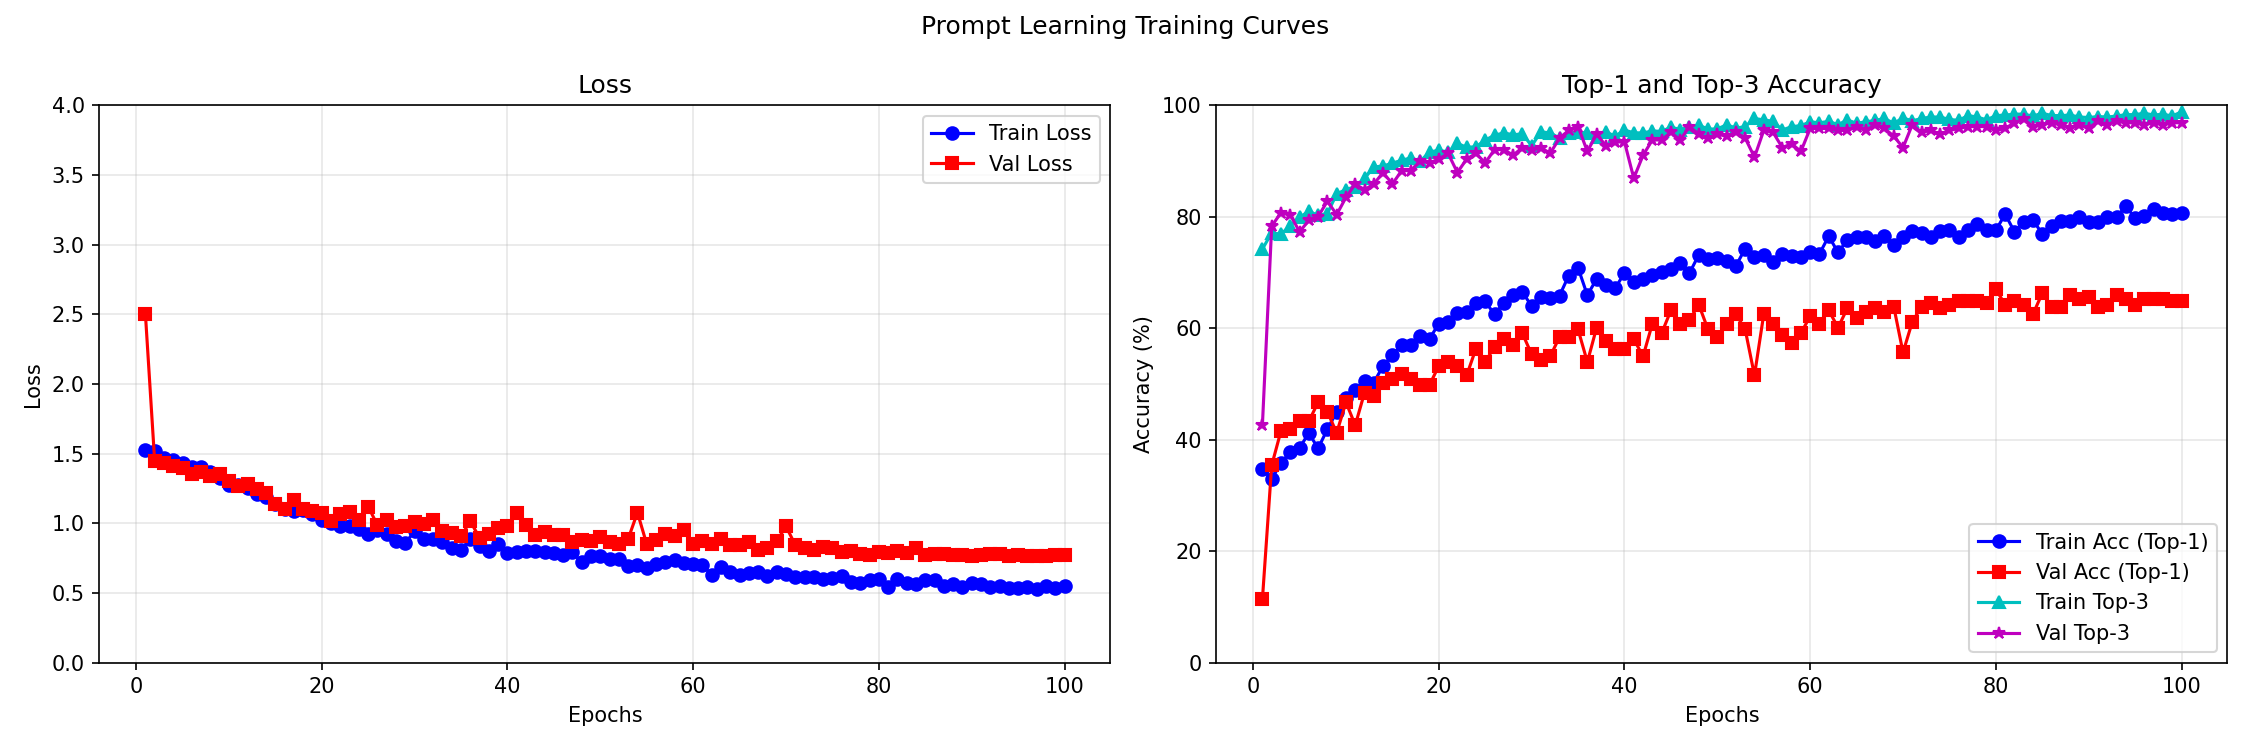 Prompt Learning Training Curves
Loss
4.0
3.5
3.0
2.5
2.0
1.5
1.0
0.5
0.0
Loss
0 20 40 60 80 100
Epochs
Train Loss
Val Loss
Top-1 and Top-3 Accuracy
100
80
60
40
20
0
Accuracy (%)
0 20 40 60 80 100
Epochs
Train Acc (Top-1)
Val Acc (Top-1)
Train Top-3
Val Top-3